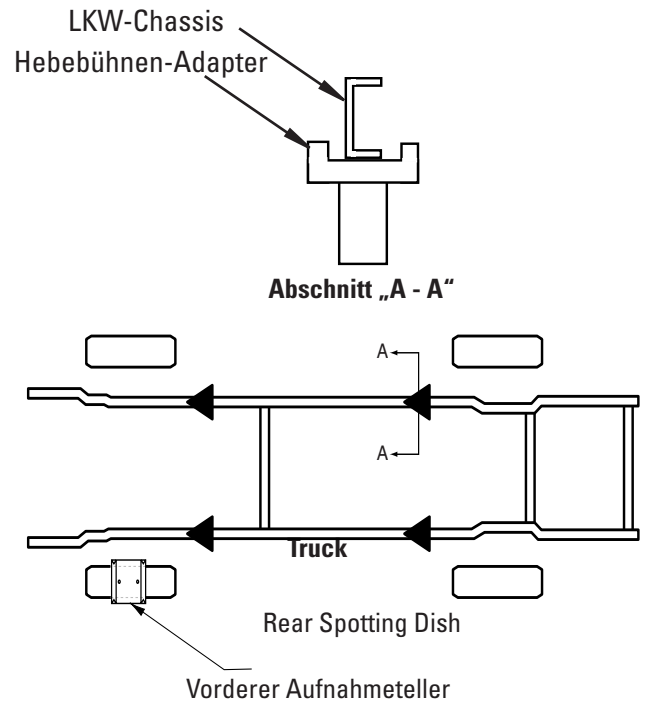 LKW-Chassis
Hebebühnen-Adapter
Abschnitt „A - A“
A
A
Truck
Rear Spotting Dish
Vorderer Aufnahmeteller